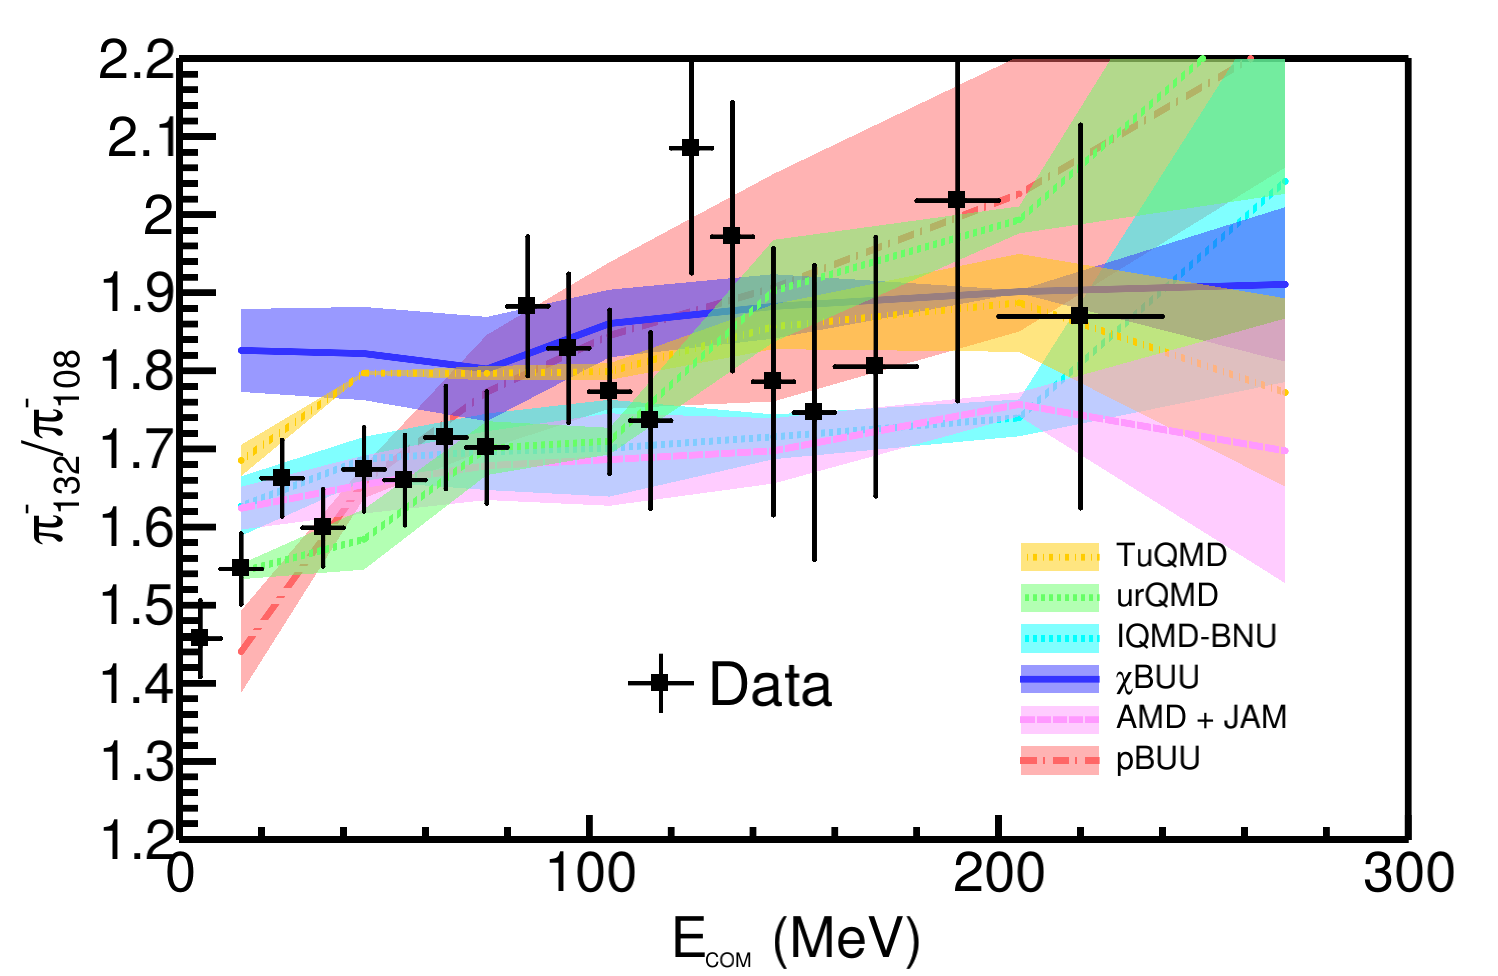 2.2
2.1
2
1.9
1.8
1.7
1.6
1.5
1.4
1.3
1.2
π⁻₁₃₂/π⁻₁₀₈
TuQMD
urQMD
IQMD-BNU
χBUU
AMD + JAM
pBUU
Data
0 100 200 300
E_COM (MeV)